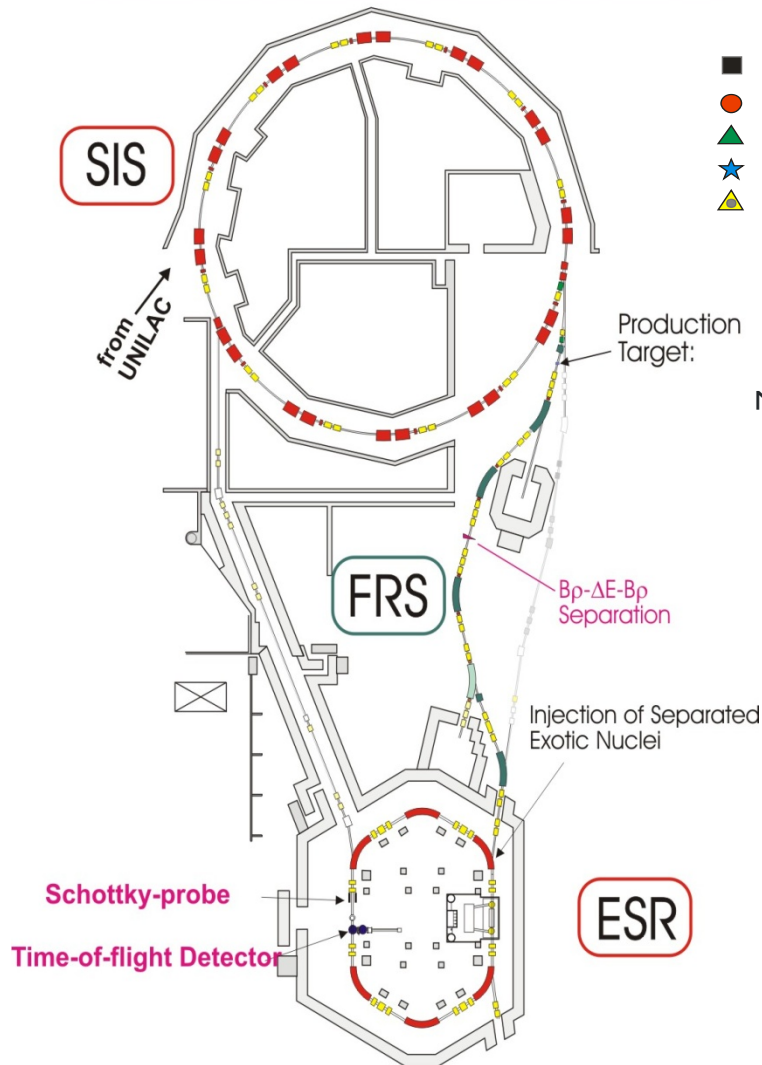 SIS
from
UNILAC
Production
Target:
FRS
Bρ-ΔE-Bρ
Separation
Injection of Separated
Exotic Nuclei
Schottky-probe
Time-of-flight Detector
ESR